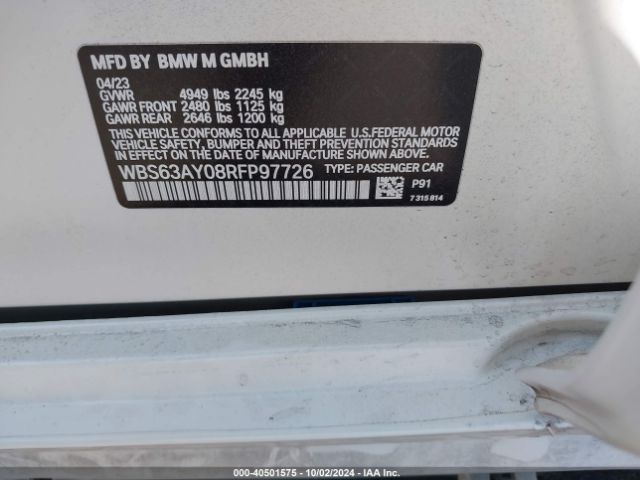 MFD BY BMW M GMBH
04/23
GVWR 4949 lbs 2245 kg
GAWR FRONT 2480 lbs 1125 kg
GAWR REAR 2646 lbs 1200 kg
THIS VEHICLE CONFORMS TO ALL APPLICABLE U.S.FEDERAL MOTOR
VEHICLE SAFETY, BUMPER, AND THEFT PREVENTION STANDARDS
IN EFFECT ON THE DATE OF MANUFACTURE SHOWN ABOVE.
WBS63AY08RFP97726 TYPE: PASSENGER CAR
P91
7 315 814
000-40501575 - 10/02/2024 - IAA Inc.